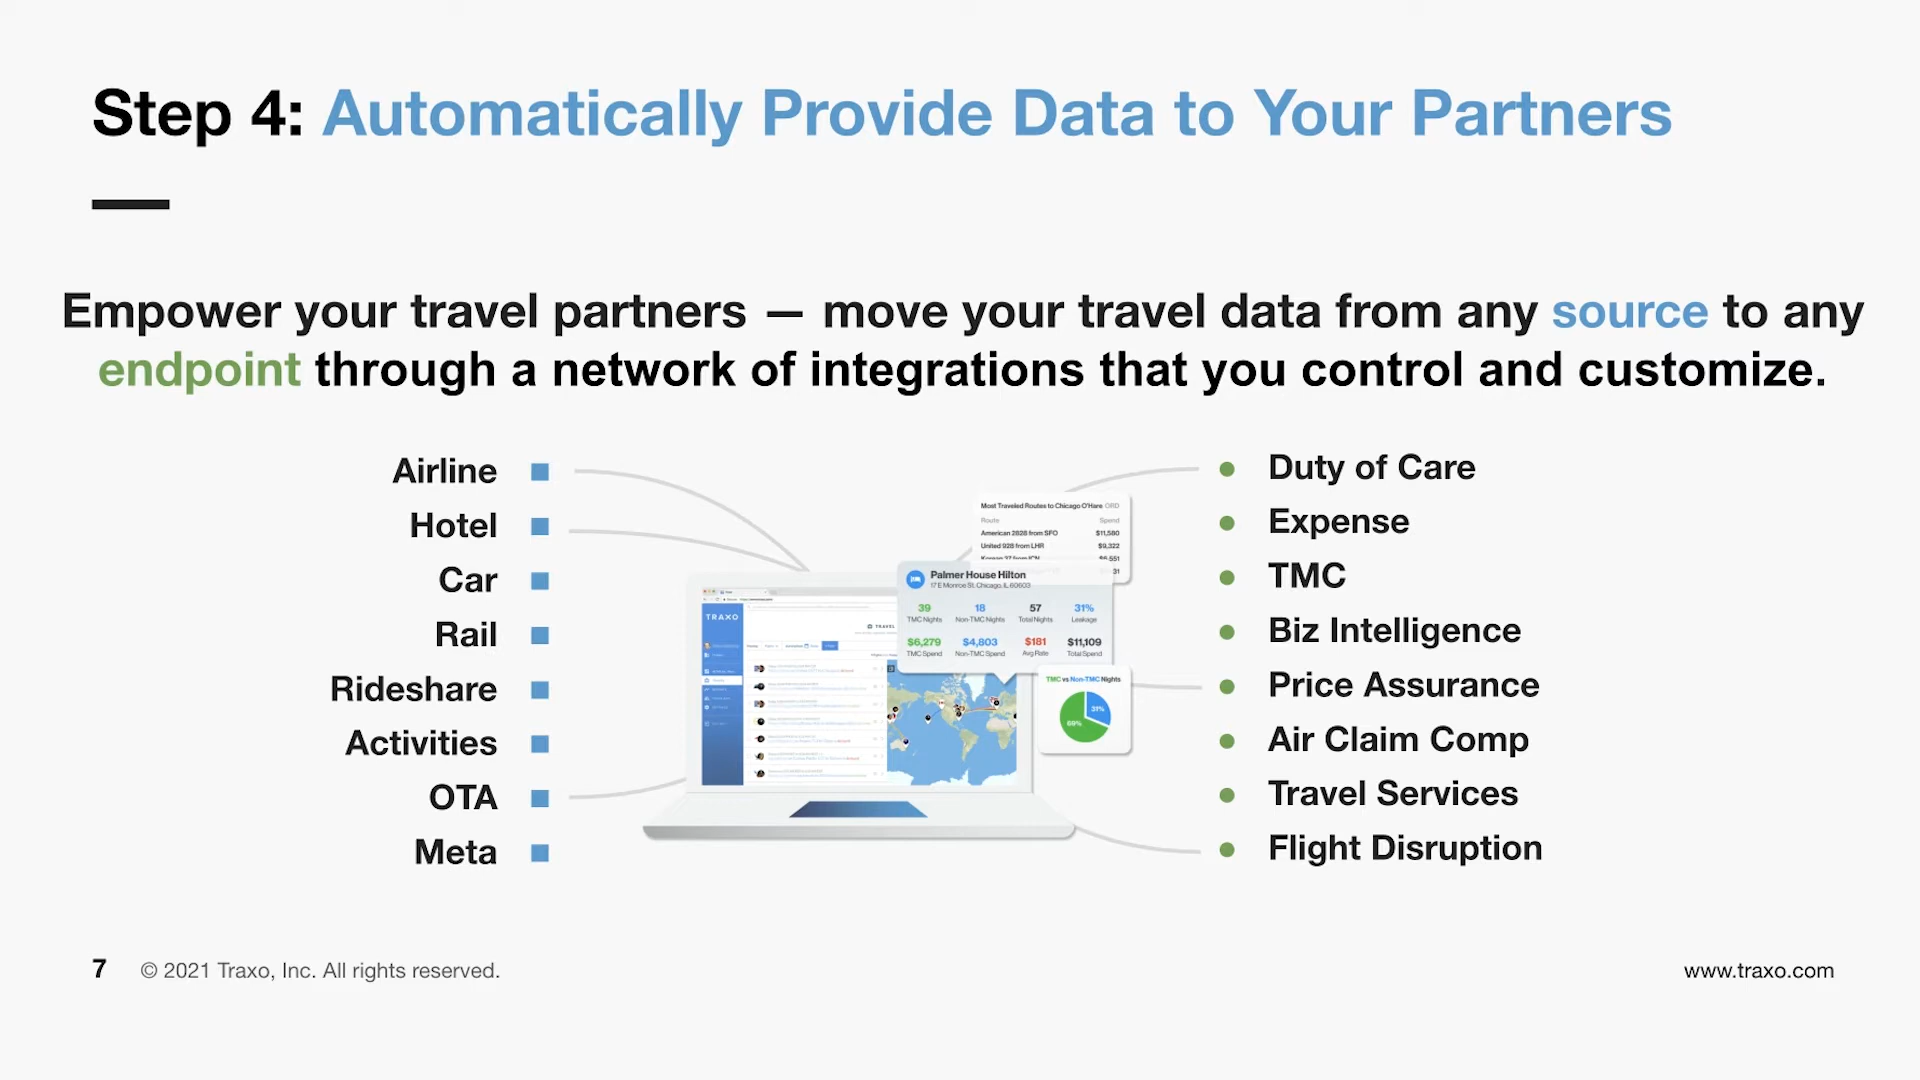 Step 4: Automatically Provide Data to Your Partners
Empower your travel partners — move your travel data from any source to any
endpoint through a network of integrations that you control and customize.
Airline
Hotel
Car
Rail
Rideshare
Activities
OTA
Meta
TRAXO
Most Traveled Routes to Chicago O'Hare ORD
Route Spend
American 2828 from SFO $11,580
United 928 from LHR $9,322
Palmer House Hilton
17 E Monroe St, Chicago, IL 60603
39 18 57 31%
TMC Nights Non-TMC Nights Total Nights Leakage
$6,279 $4,803 $181 $11,109
TMC Spend Non-TMC Spend Avg Rate Total Spend
TMC vs Non-TMC Nights
31%
69%
Duty of Care
Expense
TMC
Biz Intelligence
Price Assurance
Air Claim Comp
Travel Services
Flight Disruption
7 © 2021 Traxo, Inc. All rights reserved.
www.traxo.com